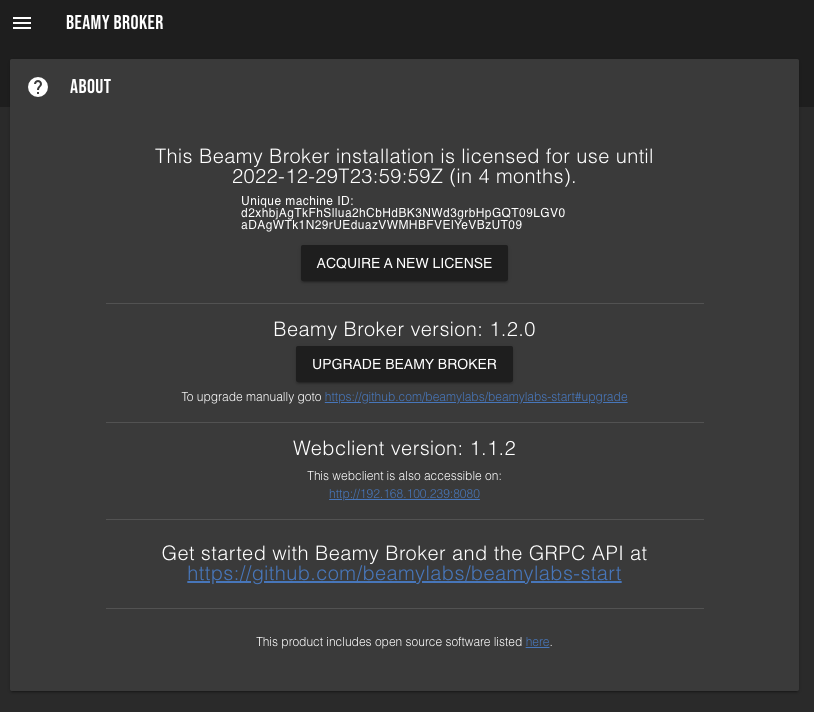 BEAMY BROKER
ABOUT
This Beamy Broker installation is licensed for use until
2022-12-29T23:59:59Z (in 4 months).
Unique machine ID:
d2xhbjAgTkFhSllua2hCbHdBK3NWd3grbHpGQT09LGV0
aDAgWTk1N29rUEduazVWMHBFVElYeVBzUT09
ACQUIRE A NEW LICENSE
Beamy Broker version: 1.2.0
UPGRADE BEAMY BROKER
To upgrade manually goto https://github.com/beamylabs/beamylabs-start#upgrade
Webclient version: 1.1.2
This webclient is also accessible on:
http://192.168.100.239:8080
Get started with Beamy Broker and the GRPC API at
https://github.com/beamylabs/beamylabs-start
This product includes open source software listed here.